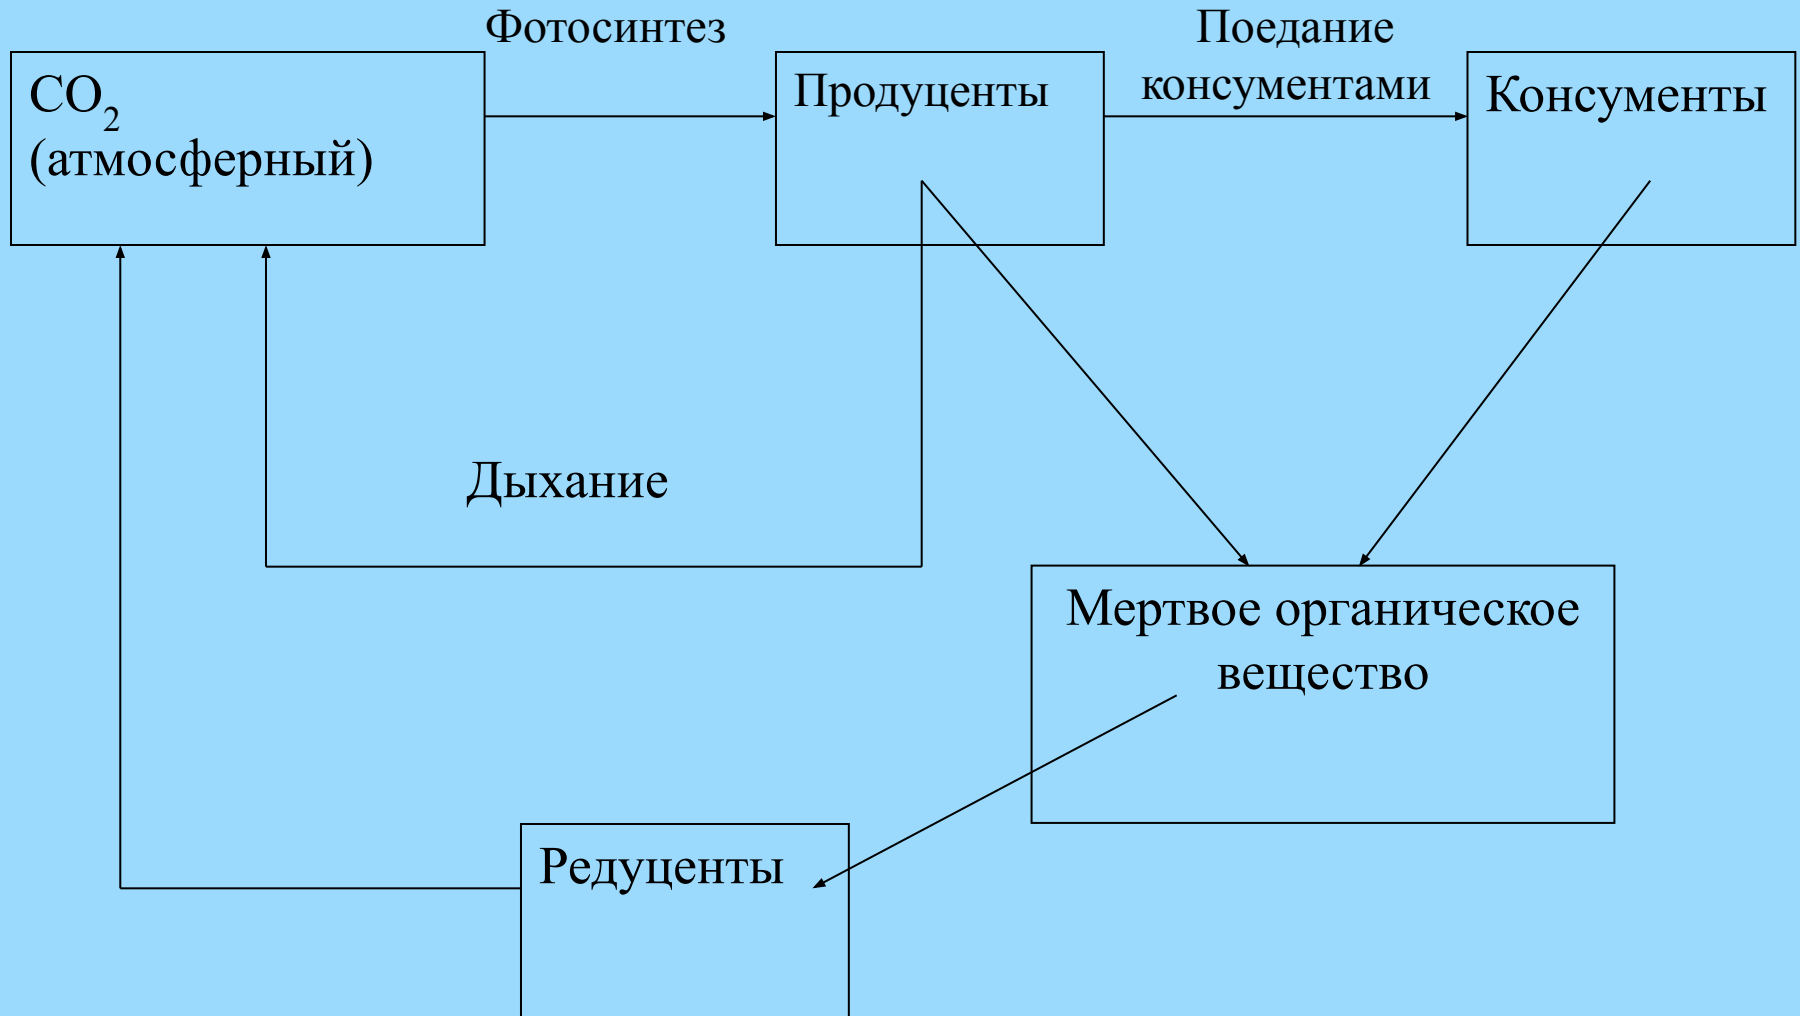 Фотосинтез
Поедание
консументами
CO₂
(атмосферный)
Продуценты
Консументы
Дыхание
Мертвое органическое
вещество
Редуценты